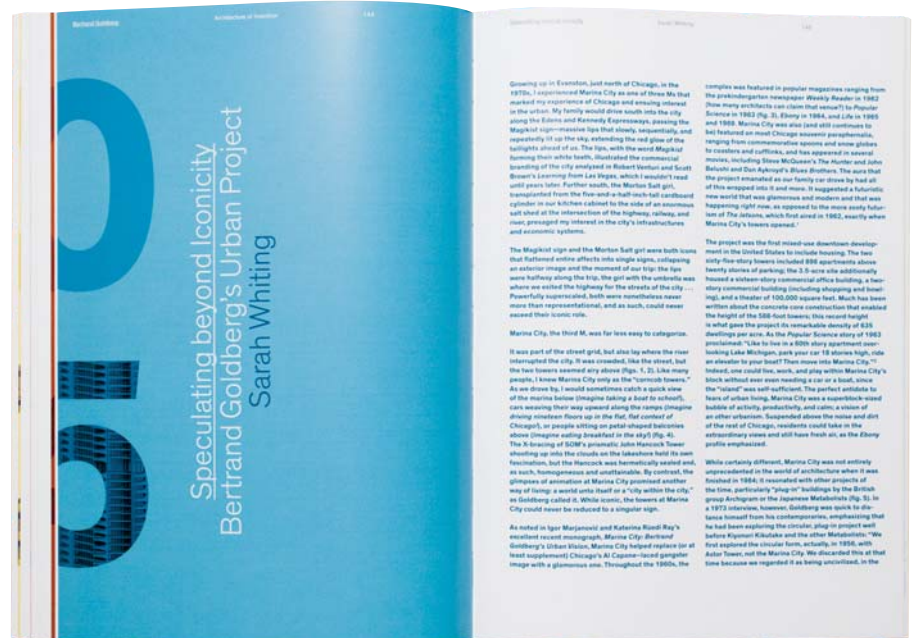 Bertrand Goldberg
Architecture of Invention
144
Speculating beyond Iconicity
Bertrand Goldberg's Urban Project
Sarah Whiting
Growing up in Evanston, just north of Chicago, in the
1970s, I experienced Marina City as one of three Ms that
marked my experience of Chicago and ensuing interest
in the urban. My family would drive south into the city
along the Edens and Kennedy Expressways, passing the
Magikist sign—massive lips that slowly, sequentially, and
repeatedly lit up the sky, extending the red glow of the
taillights ahead of us. The lips, with the word Magikist
forming their white teeth, illustrated the commercial
branding of the city analyzed in Robert Venturi and Scott
Brown's Learning from Las Vegas, which I wouldn't read
until years later. Further south, the Morton Salt girl,
transplanted from the five-and-a-half-inch-tall cardboard
cylinder in our kitchen cabinet to the side of an enormous
salt shed at the intersection of the highway, railway, and
river, presaged my interest in the city's infrastructures
and economic systems.
The Magikist sign and the Morton Salt girl were both icons
that flattened entire affects into single signs, collapsing
an exterior image and the moment of our trip: the lips
were halfway along the trip, the girl with the umbrella was
where we exited the highway for the streets of the city . . .
Powerfully superscaled, both were nonetheless never
more than representational, and as such, could never
exceed their iconic role.
Marina City, the third M, was far less easy to categorize.
It was part of the street grid, but also lay where the river
interrupted the city. It was crowded, like the street, but
the two towers seemed airy above (figs. 1, 2). Like many
people, I knew Marina City only as the "corncob towers."
As we drove by, I would sometimes catch a quick view
of the marina below (imagine taking a boat to school!),
cars weaving their way upward along the ramps (imagine
driving nineteen floors up in the flat, flat context of
Chicago!), or people sitting on petal-shaped balconies
above (imagine eating breakfast in the sky!) (fig. 4).
The X-bracing of SOM's prismatic John Hancock Tower
shooting up into the clouds on the lakeshore held its own
fascination, but the Hancock was hermetically sealed and,
as such, homogeneous and unattainable. By contrast, the
glimpses of animation at Marina City promised another
way of living: a world unto itself or a "city within the city,"
as Goldberg called it. While iconic, the towers at Marina
City could never be reduced to a singular sign.
As noted in Igor Marjanović and Katerina Rüedi Ray's
excellent recent monograph, Marina City: Bertrand
Goldberg's Urban Vision, Marina City helped replace (or at
least supplement) Chicago's Al Capone–laced gangster
image with a glamorous one. Throughout the 1960s, the
complex was featured in popular magazines ranging from
the prekindergarten newspaper Weekly Reader in 1962
(how many architects can claim that venue?) to Popular
Science in 1963 (fig. 3), Ebony in 1964, and Life in 1965
and 1968. Marina City was also (and still continues to
be) featured on most Chicago souvenir paraphernalia,
ranging from commemorative spoons and snow globes
to coasters and cufflinks, and has appeared in several
movies, including Steve McQueen's The Hunter and John
Belushi and Dan Aykroyd's Blues Brothers. The aura that
the project emanated as our family car drove by had all
of this wrapped into it and more. It suggested a futuristic
new world that was glamorous and modern and that was
happening right now, as opposed to the more zesty futur-
ism of The Jetsons, which first aired in 1962, exactly when
Marina City's towers opened.¹
The project was the first mixed-use downtown develop-
ment in the United States to include housing. The two
sixty-five-story towers included 896 apartments above
twenty stories of parking; the 3.5-acre site additionally
housed a sixteen-story commercial office building, a two-
story commercial building (including shopping and bowl-
ing), and a theater of 100,000 square feet. Much has been
written about the concrete core construction that enabled
the height of the 588-foot towers; this record height
is what gave the project its remarkable density of 635
dwellings per acre. As the Popular Science story of 1963
proclaimed: "Like to live in a 60th story apartment over-
looking Lake Michigan, park your car 18 stories high, ride
an elevator to your boat? Then move into Marina City."²
Indeed, one could live, work, and play within Marina City's
block without ever even needing a car or a boat, since
the "island" was self-sufficient. The perfect antidote to
fears of urban living, Marina City was a superblock-sized
bubble of activity, productivity, and calm; a vision of
an other urbanism. Suspended above the noise and dirt
of the rest of Chicago, residents could take in the
extraordinary views and still have fresh air, as the Ebony
profile emphasized.
While certainly different, Marina City was not entirely
unprecedented in the world of architecture when it was
finished in 1964; it resonated with other projects of
the time, particularly "plug-in" buildings by the British
group Archigram or the Japanese Metabolists (fig. 5). In
a 1973 interview, however, Goldberg was quick to dis-
tance himself from his contemporaries, emphasizing that
he had been exploring the circular, plug-in project well
before Kiyonori Kikutake and the other Metabolists: "We
first explored the circular form, actually, in 1956, with
Astor Tower, not the Marina City. We discarded this at that
time because we regarded it as being uncivilized, in the